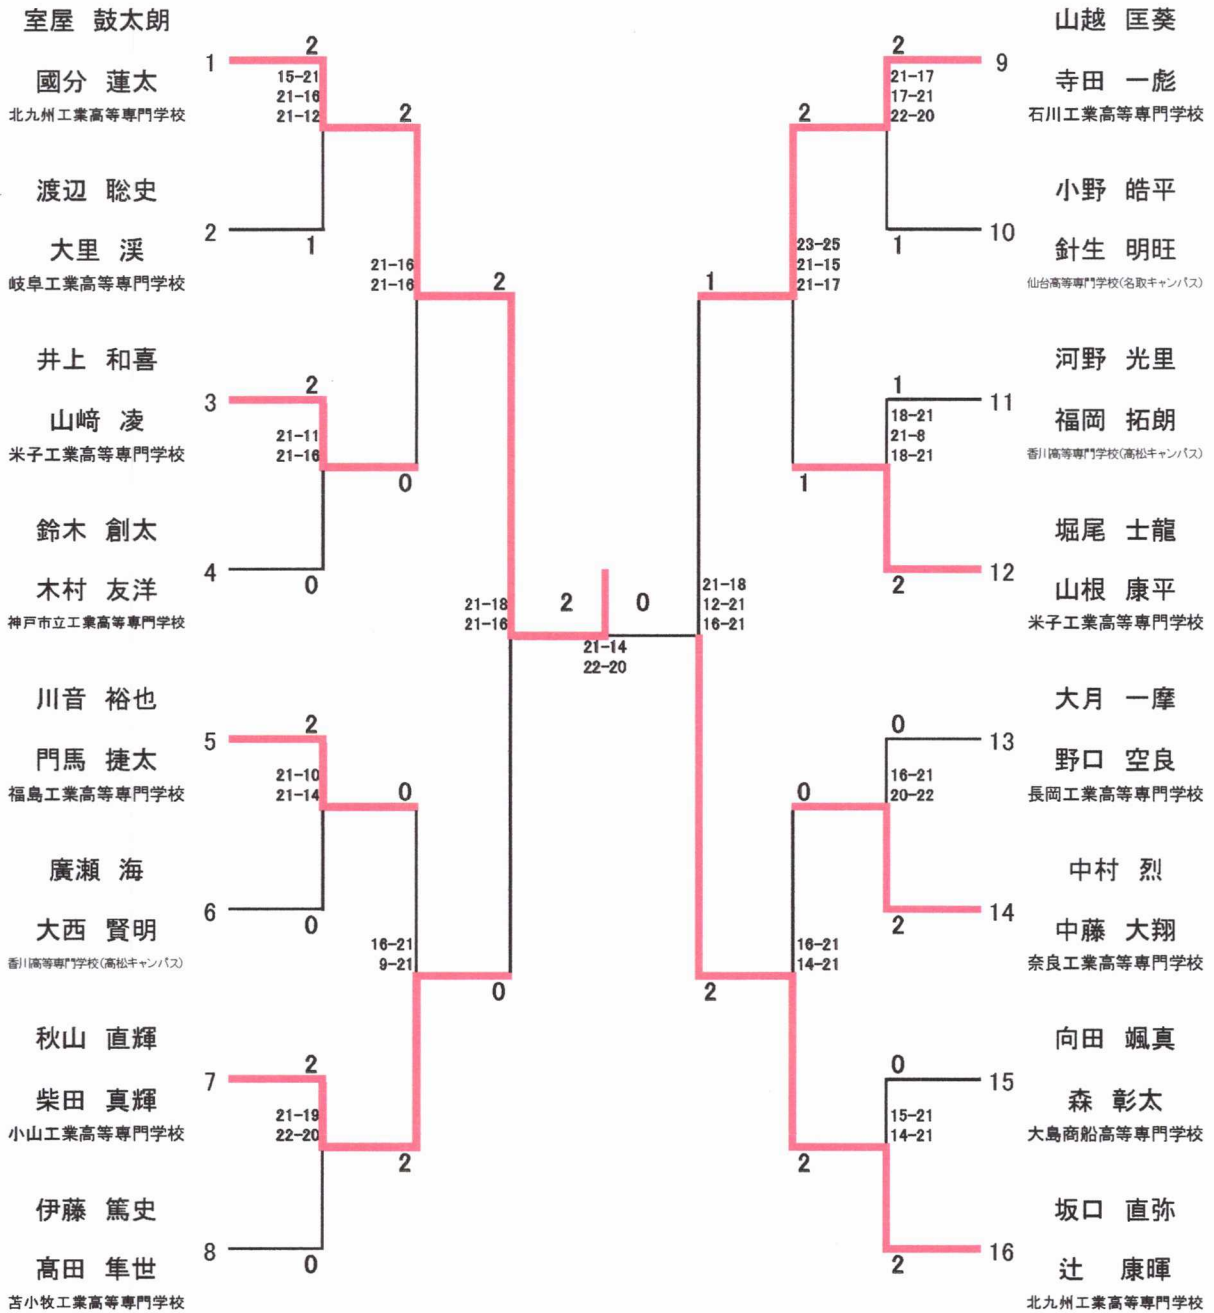 室屋 鼓太朗
1
國分 蓮太
北九州工業高等専門学校
2
15-21
21-16
21-12
渡辺 聡史
2
大里 渓
岐阜工業高等専門学校
1
2
21-16
21-16
井上 和喜
3
山﨑 凌
米子工業高等専門学校
2
21-11
21-16
鈴木 創太
4
木村 友洋
神戸市立工業高等専門学校
0
0
2
21-18
21-16
川音 裕也
5
門馬 捷太
福島工業高等専門学校
2
21-10
21-14
廣瀬 海
6
大西 賢明
香川高等専門学校(高松キャンパス)
0
0
16-21
9-21
秋山 直輝
7
柴田 真輝
小山工業高等専門学校
2
21-19
22-20
伊藤 篤史
8
髙田 隼世
苫小牧工業高等専門学校
0
2
0
2 0
21-14
22-20
山越 匡葵
9
寺田 一彪
石川工業高等専門学校
2
21-17
17-21
22-20
小野 皓平
10
針生 明旺
仙台高等専門学校(名取キャンパス)
1
2
23-25
21-15
21-17
河野 光里
11
福岡 拓朗
香川高等専門学校(高松キャンパス)
1
18-21
21-8
18-21
堀尾 士龍
12
山根 康平
米子工業高等専門学校
2
1
1
21-18
12-21
16-21
大月 一摩
13
野口 空良
長岡工業高等専門学校
0
16-21
20-22
中村 烈
14
中藤 大翔
奈良工業高等専門学校
2
0
16-21
14-21
向田 颯真
15
森 彰太
大島商船高等専門学校
0
15-21
14-21
坂口 直弥
16
辻 康暉
北九州工業高等専門学校
2
2
2